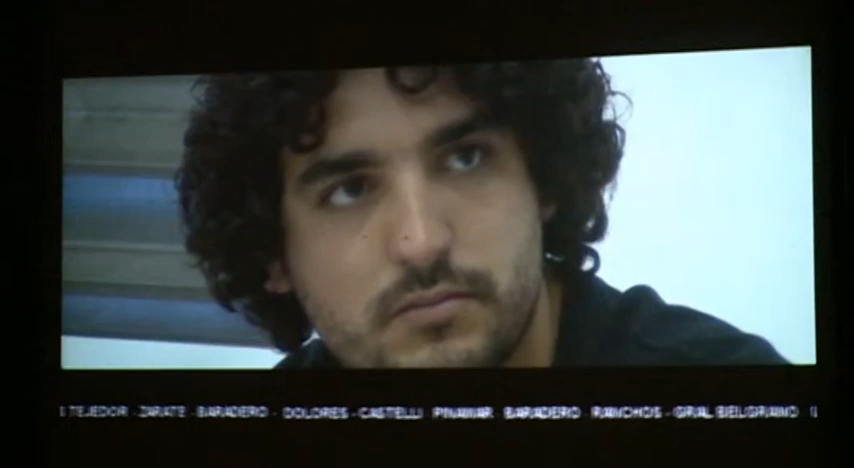 TEJEDOR - ZARATE - BARADERO - DOLORES - CASTELLI PINAMAR BARADERO RANCHOS - GRAL BELGRANO